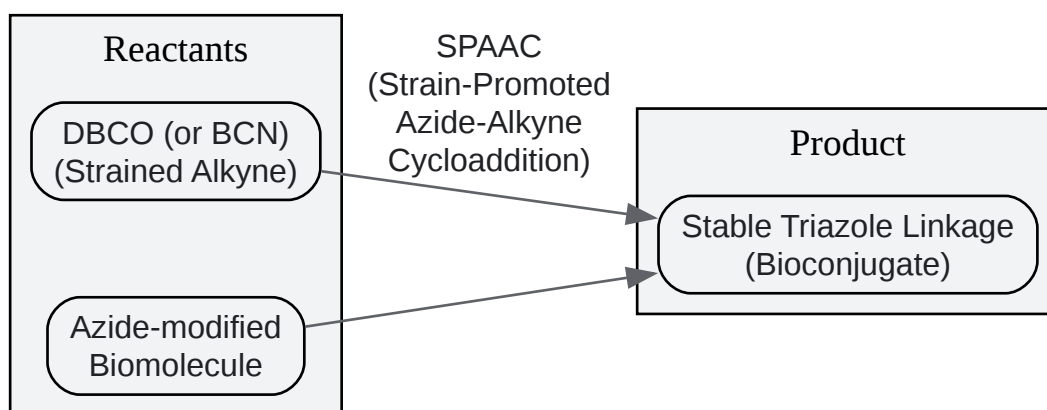 Reactants
DBCO (or BCN)
(Strained Alkyne)
Azide-modified
Biomolecule
SPAAC
(Strain-Promoted
Azide-Alkyne
Cycloaddition)
Product
Stable Triazole Linkage
(Bioconjugate)